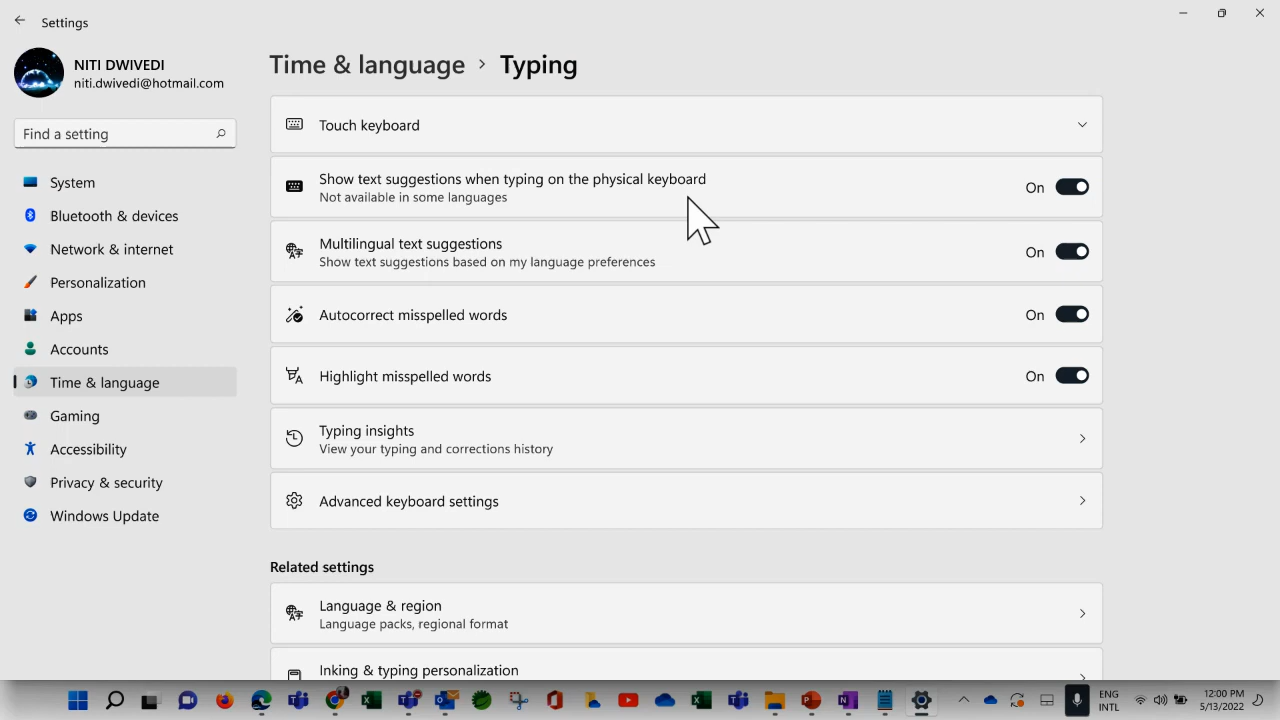 Settings
NITI DWIVEDI
niti.dwivedi@hotmail.com
Find a setting
System
Bluetooth & devices
Network & internet
Personalization
Apps
Accounts
Time & language
Gaming
Accessibility
Privacy & security
Windows Update
Time & language > Typing
Touch keyboard
Show text suggestions when typing on the physical keyboard
Not available in some languages
On
Multilingual text suggestions
Show text suggestions based on my language preferences
On
Autocorrect misspelled words
On
Highlight misspelled words
On
Typing insights
View your typing and corrections history
Advanced keyboard settings
Related settings
Language & region
Language packs, regional format
Inking & typing personalization
ENG
INTL
12:00 PM
5/13/2022